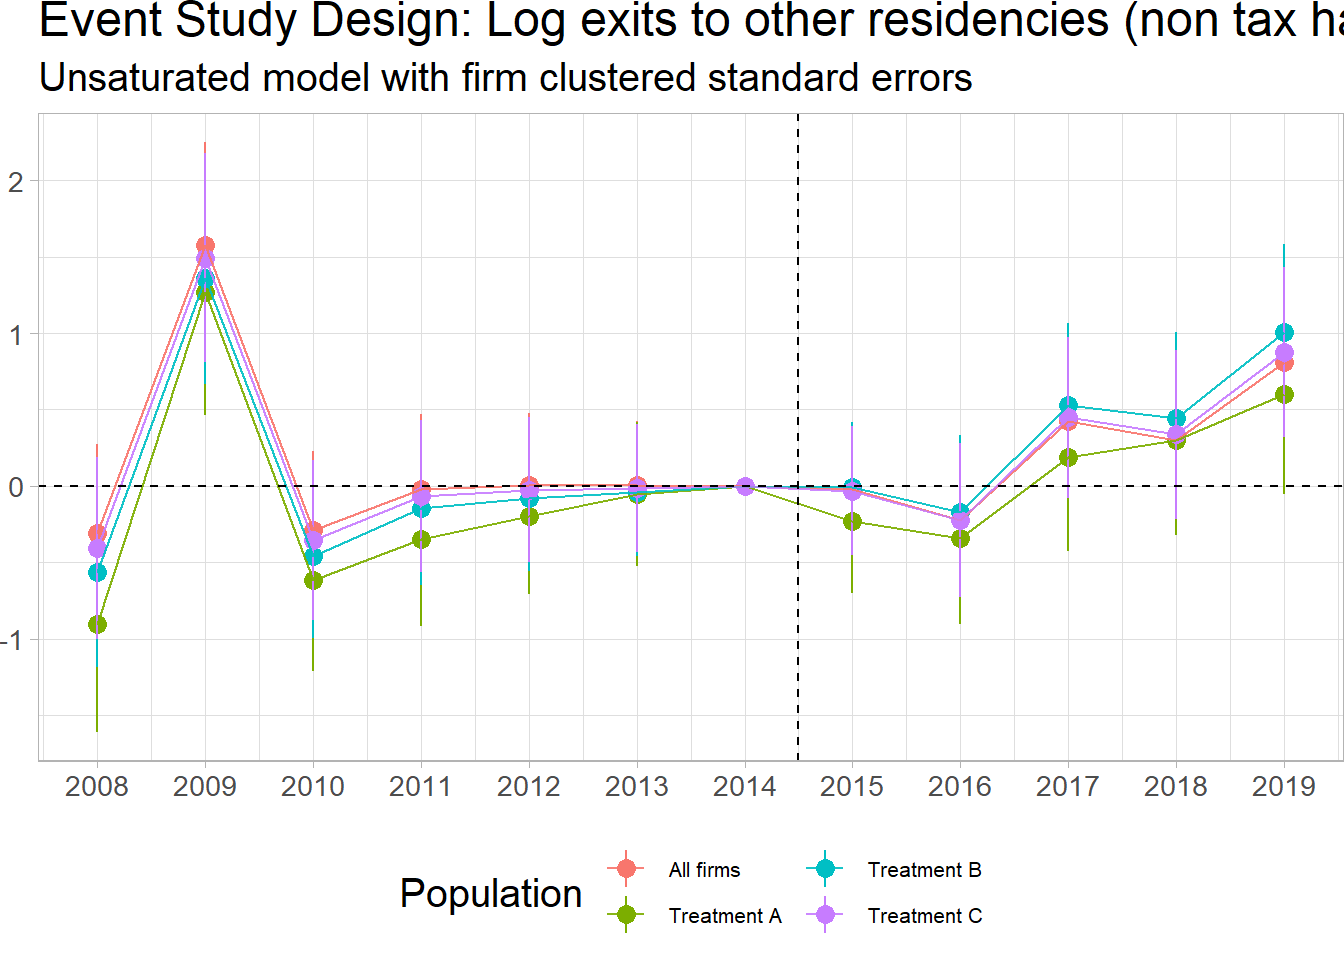 Event Study Design: Log exits to other residencies (non tax ha
Unsaturated model with firm clustered standard errors
2
1
0
-1
2008 2009 2010 2011 2012 2013 2014 2015 2016 2017 2018 2019
Population
All firms
Treatment A
Treatment B
Treatment C